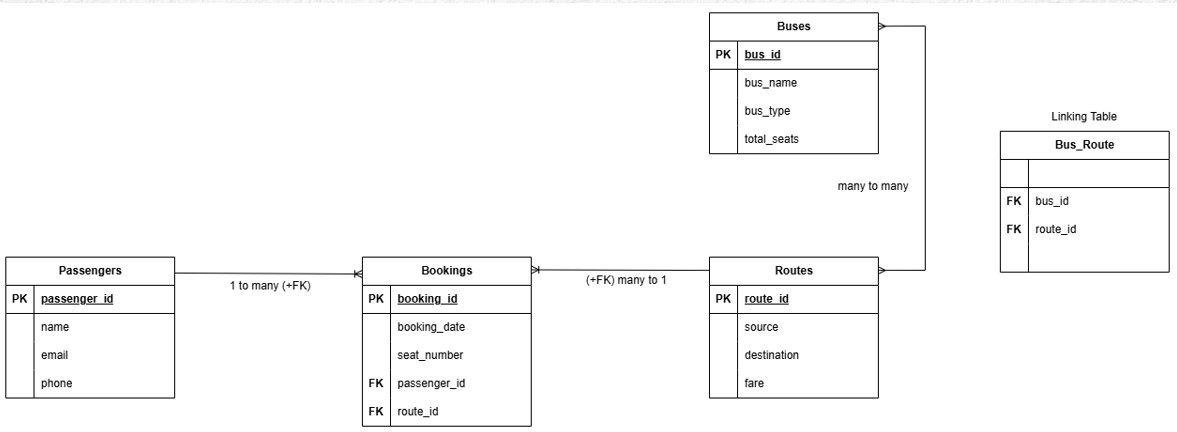 Buses
PK bus_id
bus_name
bus_type
total_seats
many to many
Linking Table
Bus_Route
FK bus_id
FK route_id
Passengers
PK passenger_id
name
email
phone
1 to many (+FK)
Bookings
PK booking_id
booking_date
seat_number
FK passenger_id
FK route_id
(+FK) many to 1
Routes
PK route_id
source
destination
fare